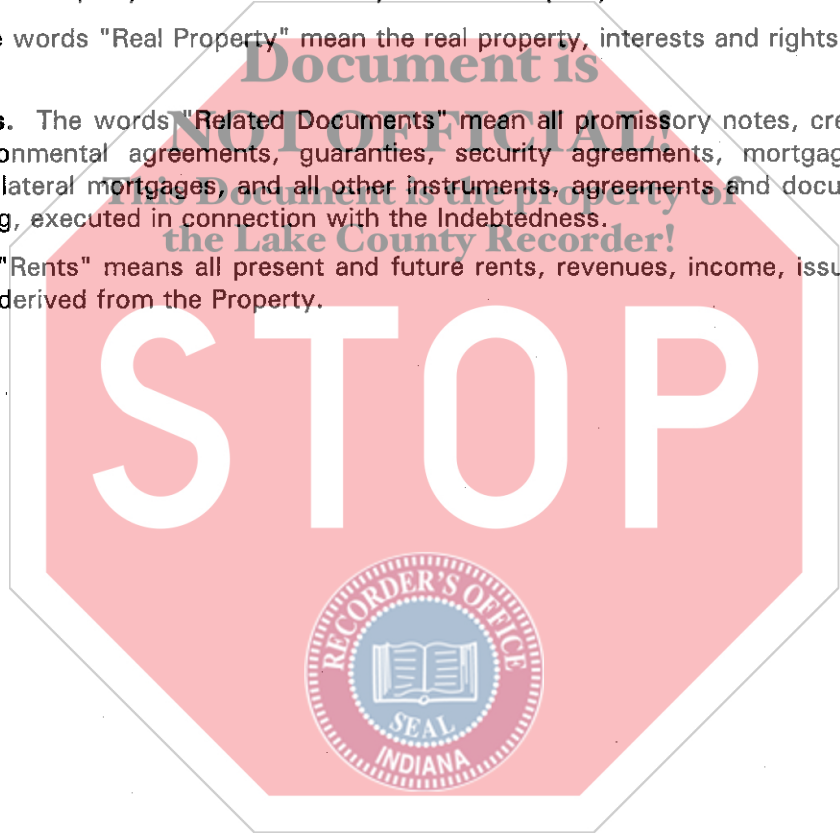 e words "Real Property" mean the real property, interests and rights
Document is
s. The words "Related Documents" mean all promissory notes, cre
NOT OFFICIAL!
onmental agreements, guaranties, security agreements, mortgag
lateral mortgages, and all other instruments, agreements and docu
This Document is the property of
g, executed in connection with the Indebtedness.
the Lake County Recorder!
"Rents" means all present and future rents, revenues, income, issu
derived from the Property.
STOP
RECORDER'S OFFICE
SEAL
INDIANA